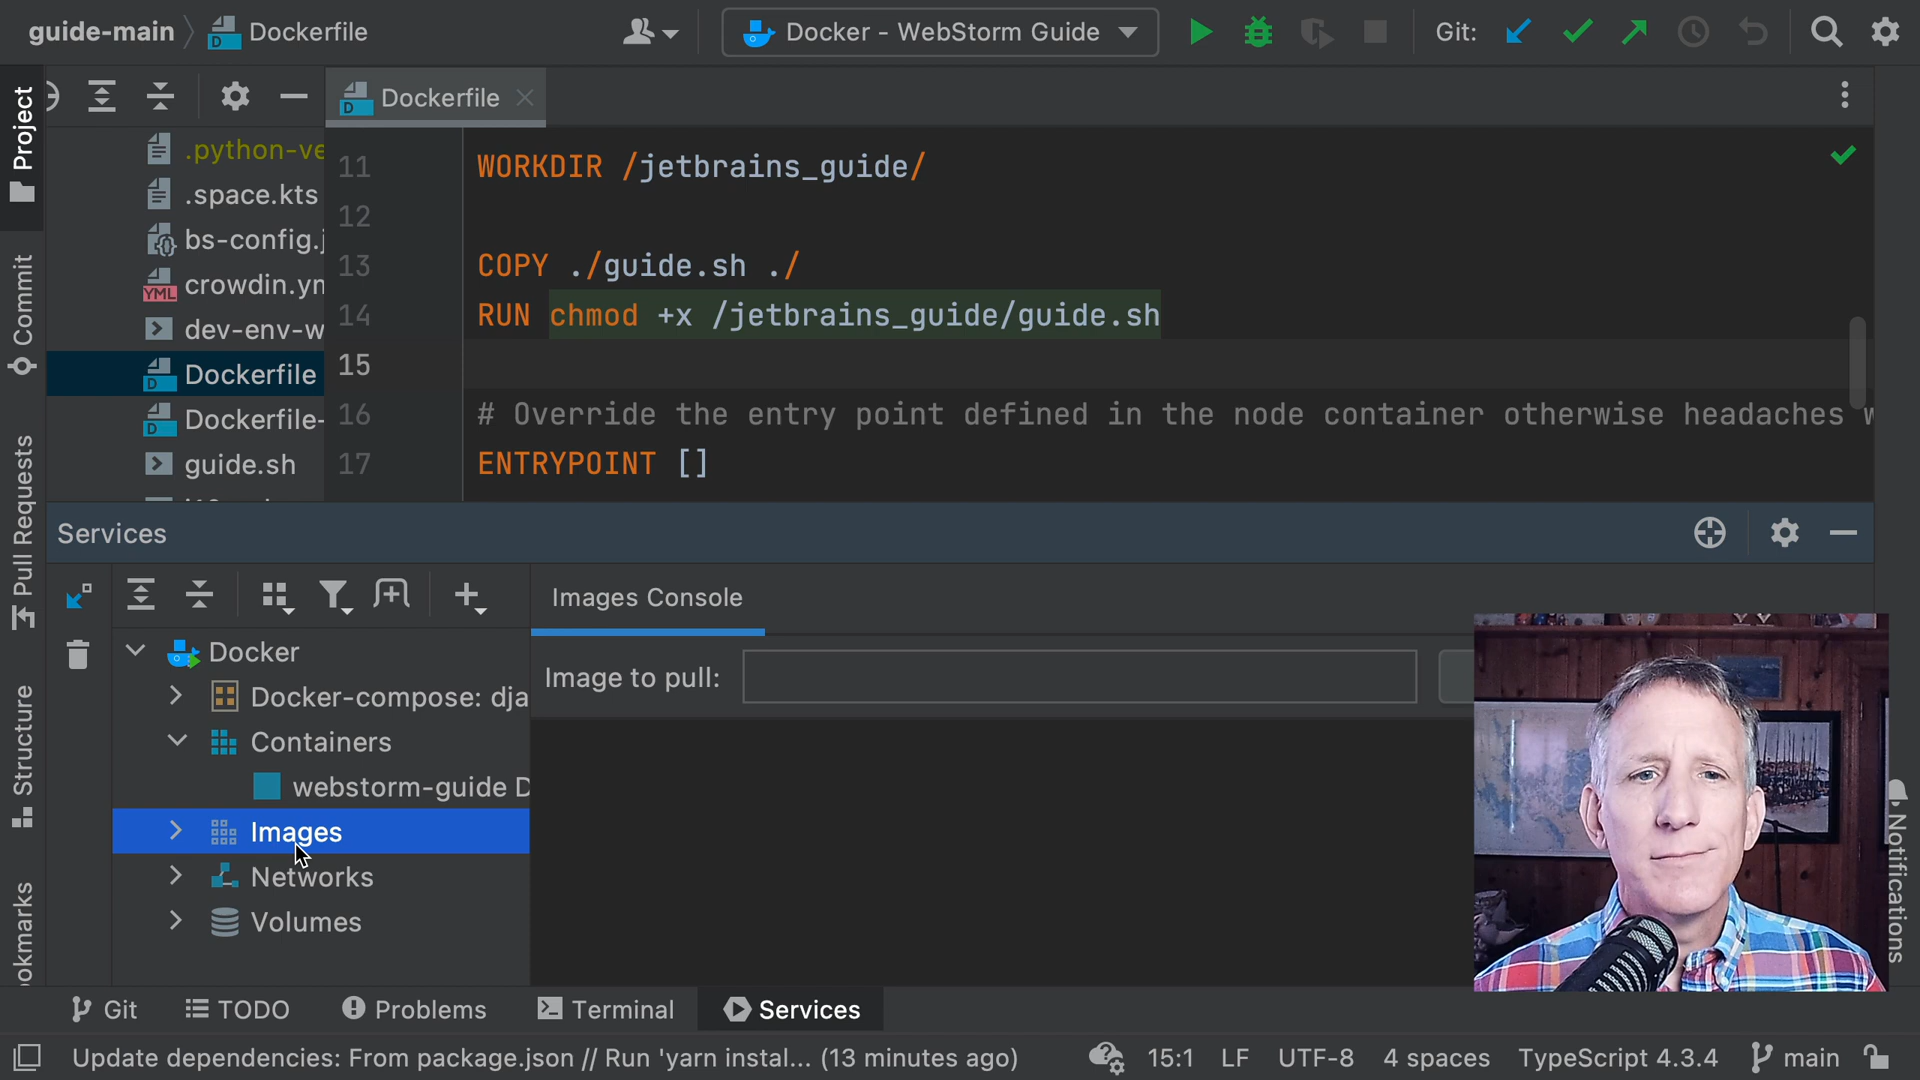 guide-main
Dockerfile
Docker - WebStorm Guide
Git:
Project
Commit
Pull Requests
Structure
Dockerfile
.python-ve
.space.kts
bs-config.j
crowdin.ym
dev-env-w
Dockerfile
Dockerfile-
guide.sh
11 WORKDIR /jetbrains_guide/
12
13 COPY ./guide.sh ./
14 RUN chmod +x /jetbrains_guide/guide.sh
15
16 # Override the entry point defined in the node container otherwise headaches w
17 ENTRYPOINT []
Services
Images Console
Image to pull:
Docker
Docker-compose: dja
Containers
webstorm-guide D
Images
Networks
Volumes
Notifications
Git
TODO
Problems
Terminal
Services
Update dependencies: From package.json // Run 'yarn instal... (13 minutes ago)
15:1
LF
UTF-8
4 spaces
TypeScript 4.3.4
main